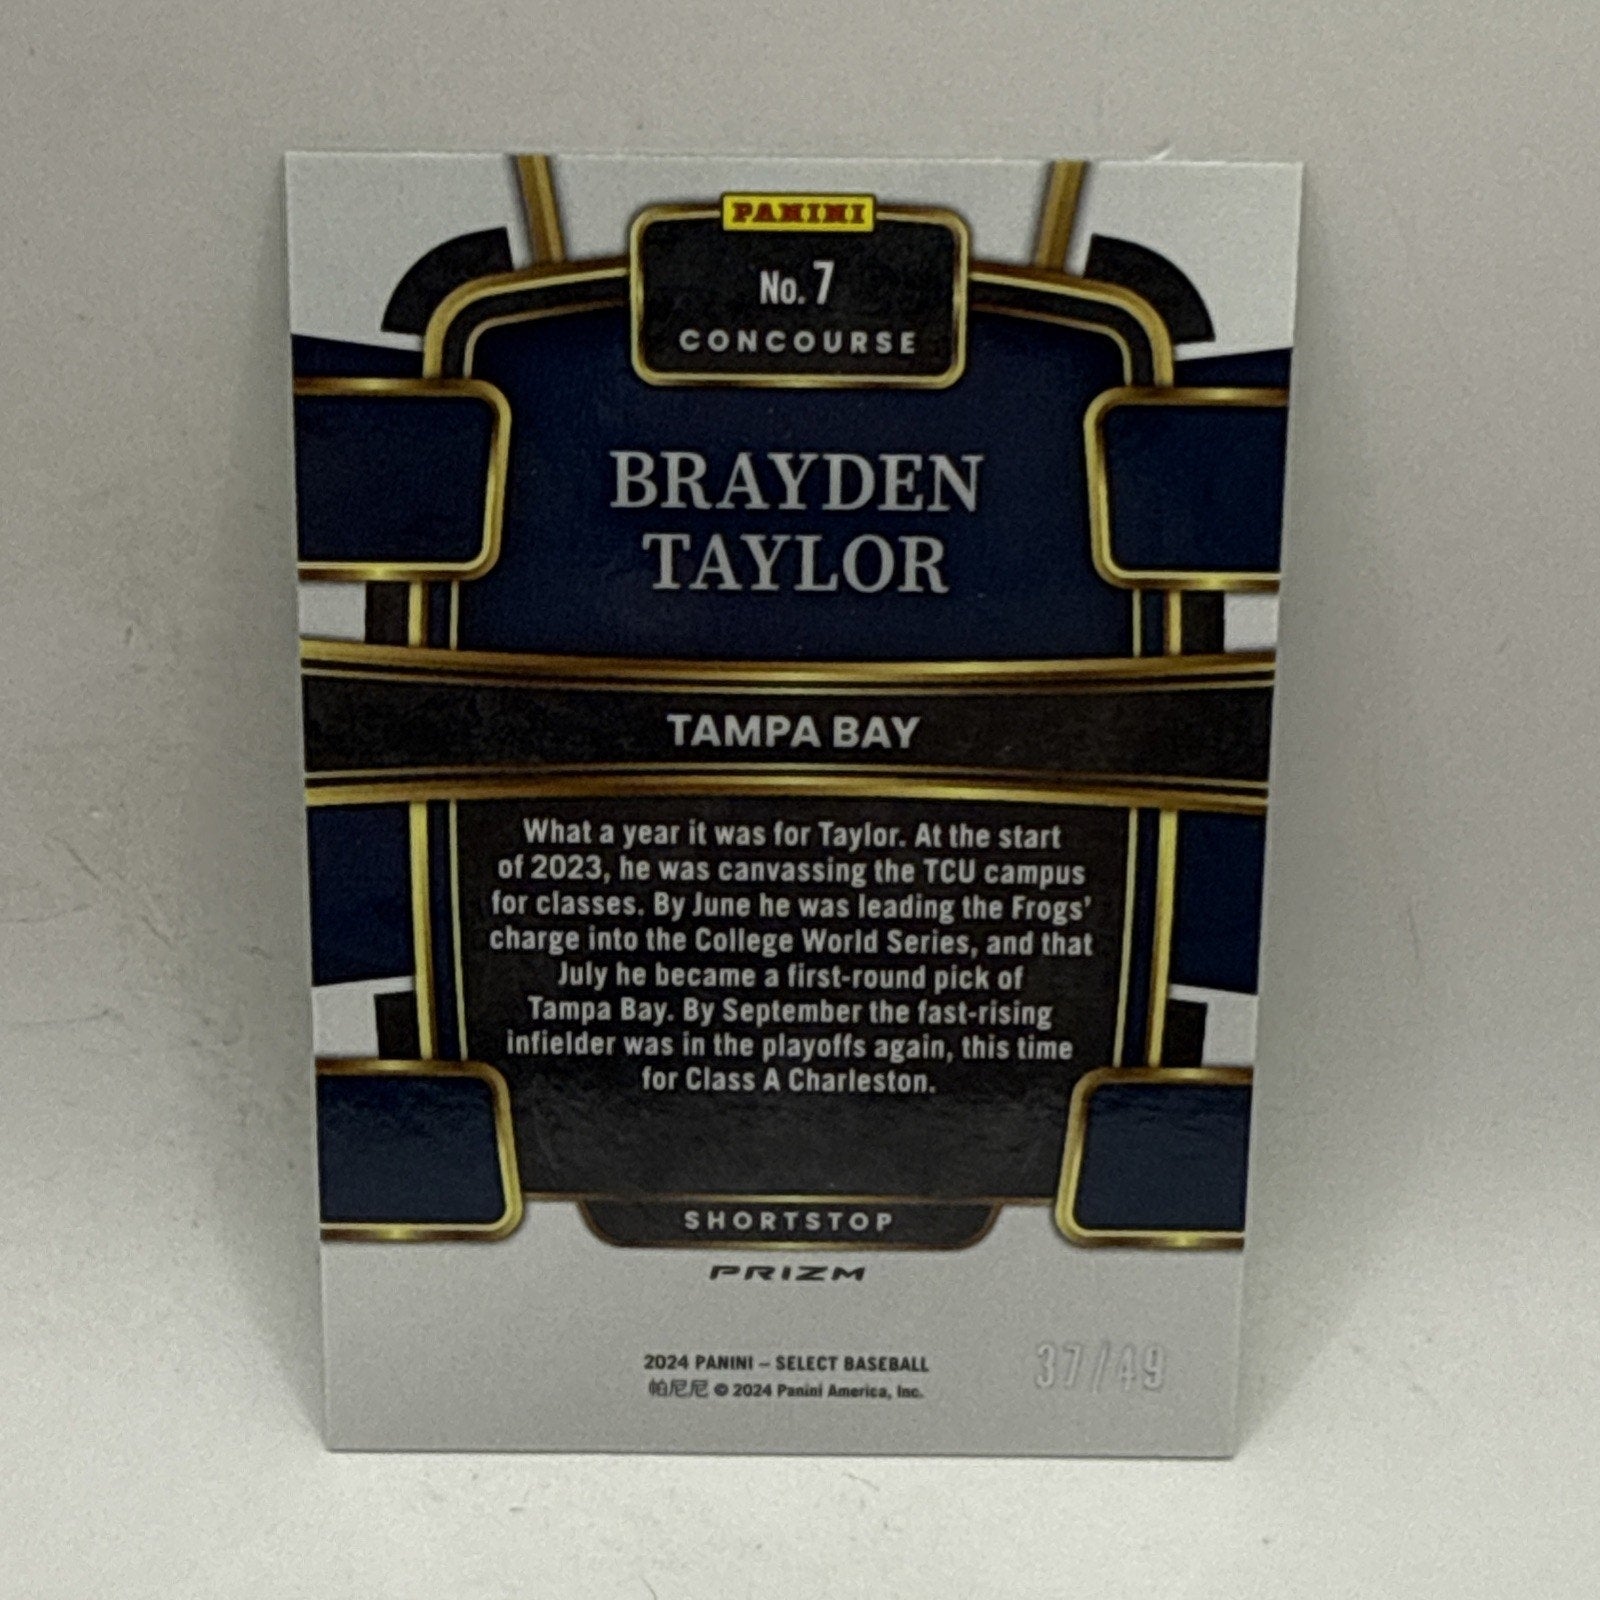 PANINI
No. 7
CONCOURSE
BRAYDEN
TAYLOR
TAMPA BAY
What a year it was for Taylor. At the start
of 2023, he was canvassing the TCU campus
for classes. By June he was leading the Frogs'
charge into the College World Series, and that
July he became a first-round pick of
Tampa Bay. By September the fast-rising
infielder was in the playoffs again, this time
for Class A Charleston.
SHORTSTOP
PRIZM
2024 PANINI – SELECT BASEBALL
帕尼尼 © 2024 Panini America, Inc.
37/49